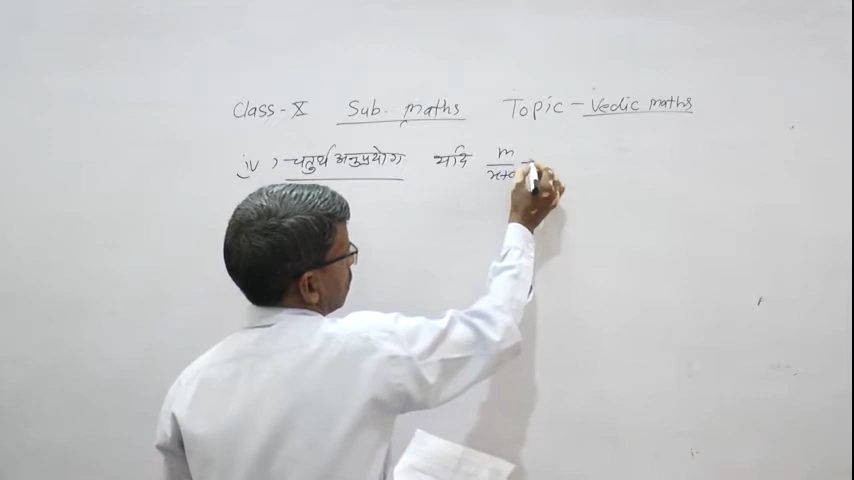 Class-X Sub. Maths Topic - Vedic Maths
iv) चतुर्थ अनुप्रयोग यदि m/x+a